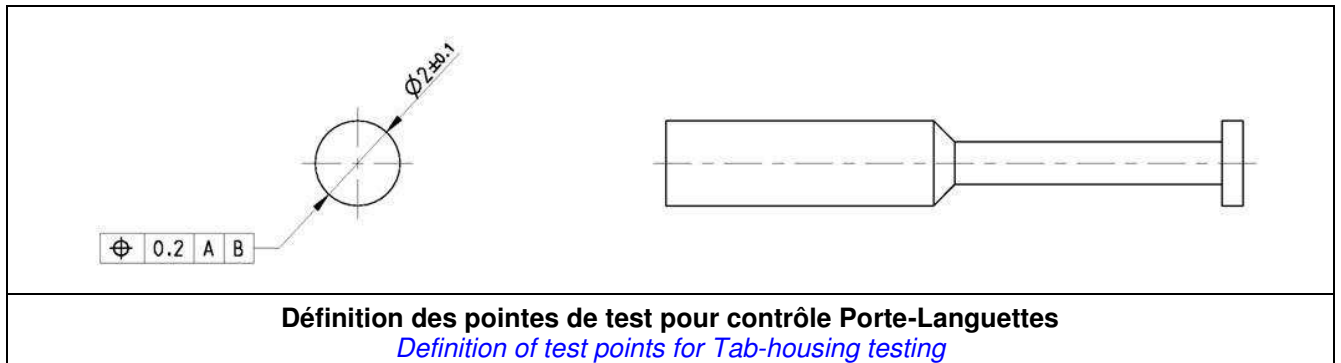 Ø2±0.1
⌖ 0.2 A B
Définition des pointes de test pour contrôle Porte-Languettes
Definition of test points for Tab-housing testing